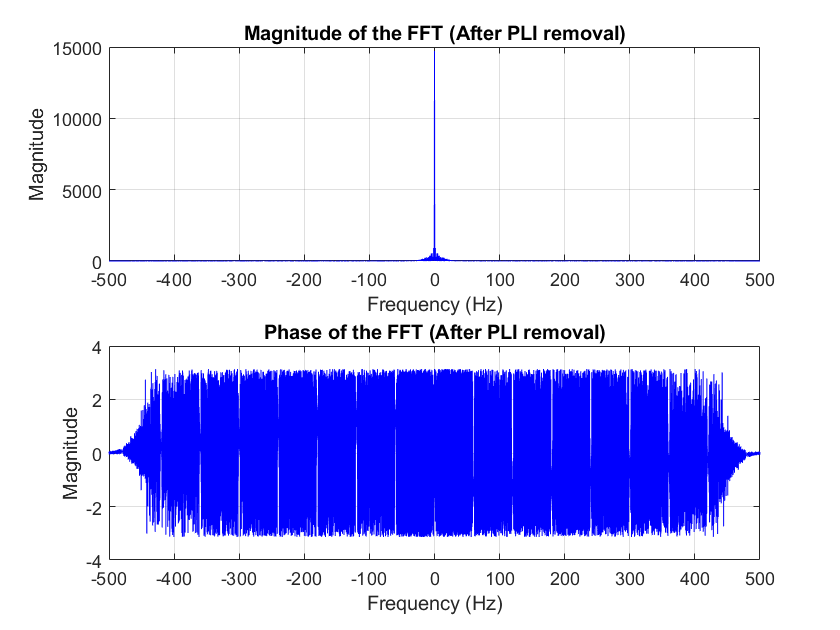 Magnitude of the FFT (After PLI removal)
15000
10000
5000
0
Magnitude
-500 -400 -300 -200 -100 0 100 200 300 400 500
Frequency (Hz)
Phase of the FFT (After PLI removal)
4
2
0
-2
-4
Magnitude
-500 -400 -300 -200 -100 0 100 200 300 400 500
Frequency (Hz)